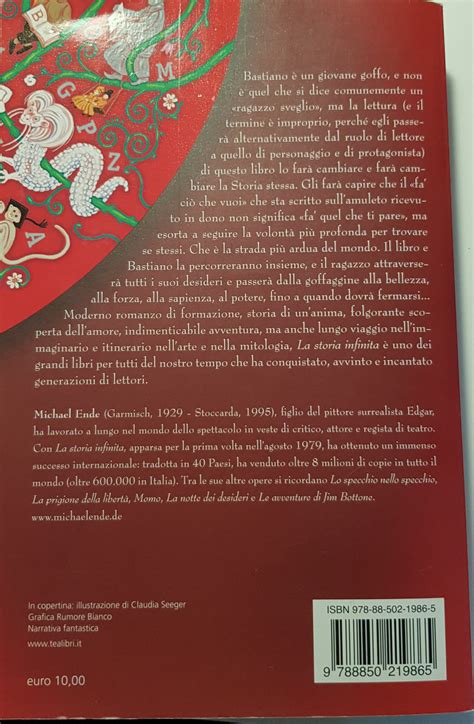 B
M
S
G
P
Z
A
Bastiano è un giovane goffo, e non
è quel che si dice comunemente un
«ragazzo sveglio», ma la lettura (e il
termine è improprio, perché egli passe-
rà alternativamente dal ruolo di lettore
a quello di personaggio e di protagonista)
di questo libro lo farà cambiare e farà cam-
biare la Storia stessa. Gli farà capire che il «fa'
ciò che vuoi» che sta scritto sull'amuleto ricevu-
to in dono non significa «fa' quel che ti pare», ma
esorta a seguire la volontà più profonda per trovare
se stessi. Che è la strada più ardua del mondo. Il libro e
Bastiano la percorreranno insieme, e il ragazzo attraverse-
rà tutti i suoi desideri e passerà dalla goffaggine alla bellezza,
alla forza, alla sapienza, al potere, fino a quando dovrà fermarsi...
Moderno romanzo di formazione, storia di un'anima, folgorante sco-
perta dell'amore, indimenticabile avventura, ma anche lungo viaggio nell'im-
maginario e itinerario nell'arte e nella mitologia, La storia infinita è uno dei
grandi libri per tutti del nostro tempo che ha conquistato, avvinto e incantato
generazioni di lettori.
Michael Ende (Garmisch, 1929 - Stoccarda, 1995), figlio del pittore surrealista Edgar,
ha lavorato a lungo nel mondo dello spettacolo in veste di critico, attore e regista di teatro.
Con La storia infinita, apparsa per la prima volta nell'agosto 1979, ha ottenuto un immenso
successo internazionale: tradotta in 40 Paesi, ha venduto oltre 8 milioni di copie in tutto il
mondo (oltre 600.000 in Italia). Tra le sue altre opere si ricordano Lo specchio nello specchio,
La prigione della libertà, Momo, La notte dei desideri e Le avventure di Jim Bottone.
www.michaelende.de
In copertina: illustrazione di Claudia Seeger
Grafica Rumore Bianco
Narrativa fantastica
www.tealibri.it
euro 10,00
ISBN 978-88-502-1986-5
9 788850 219865